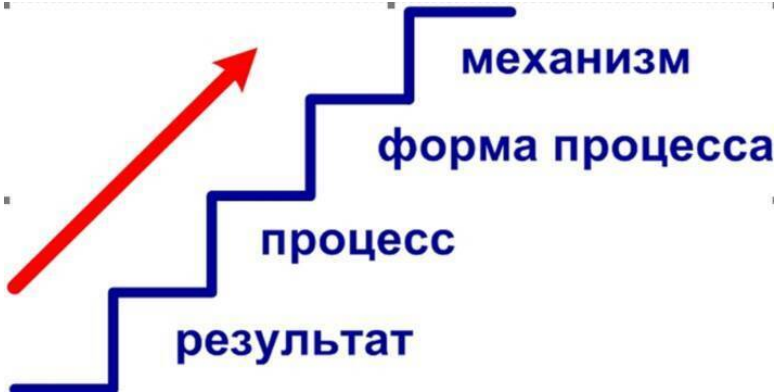 механизм
форма процесса
процесс
результат